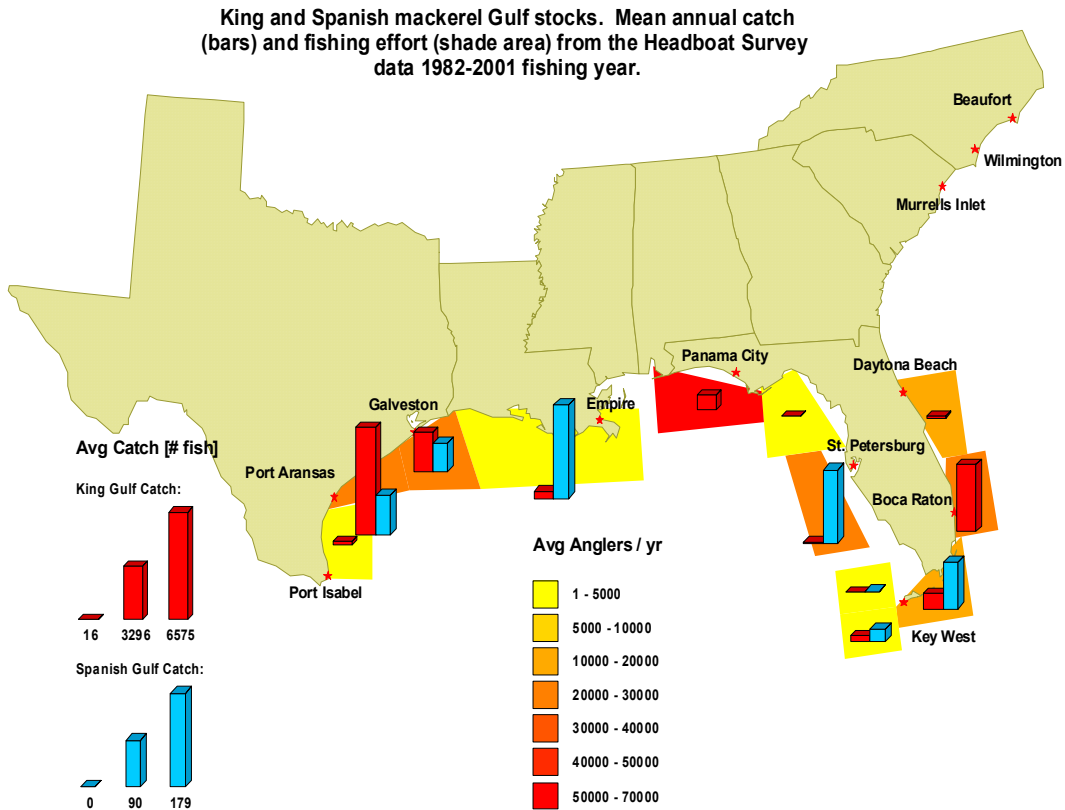 King and Spanish mackerel Gulf stocks. Mean annual catch
(bars) and fishing effort (shade area) from the Headboat Survey
data 1982-2001 fishing year.
Beaufort
Wilmington
Murrells Inlet
Panama City
Daytona Beach
Galveston
Empire
St. Petersburg
Port Aransas
Boca Raton
Port Isabel
Key West
Avg Catch [# fish]
King Gulf Catch:
16 3296 6575
Spanish Gulf Catch:
0 90 179
Avg Anglers / yr
1 - 5000
5000 - 10000
10000 - 20000
20000 - 30000
30000 - 40000
40000 - 50000
50000 - 70000